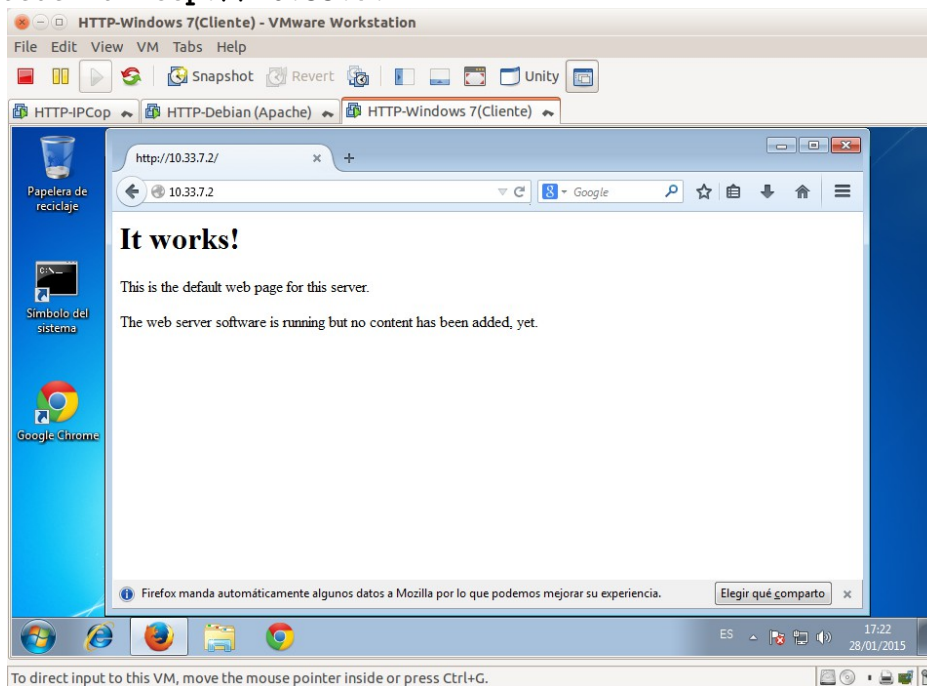 HTTP-Windows 7(Cliente) - VMware Workstation
File Edit View VM Tabs Help
Snapshot Revert Unity
HTTP-IPCop HTTP-Debian (Apache) HTTP-Windows 7(Cliente)
http://10.33.7.2/
10.33.7.2 Google
Papelera de
reciclaje
It works!
This is the default web page for this server.
The web server software is running but no content has been added, yet.
Símbolo del
sistema
Google Chrome
Firefox manda automáticamente algunos datos a Mozilla por lo que podemos mejorar su experiencia. Elegir qué comparto
ES 17:22
28/01/2015
To direct input to this VM, move the mouse pointer inside or press Ctrl+G.